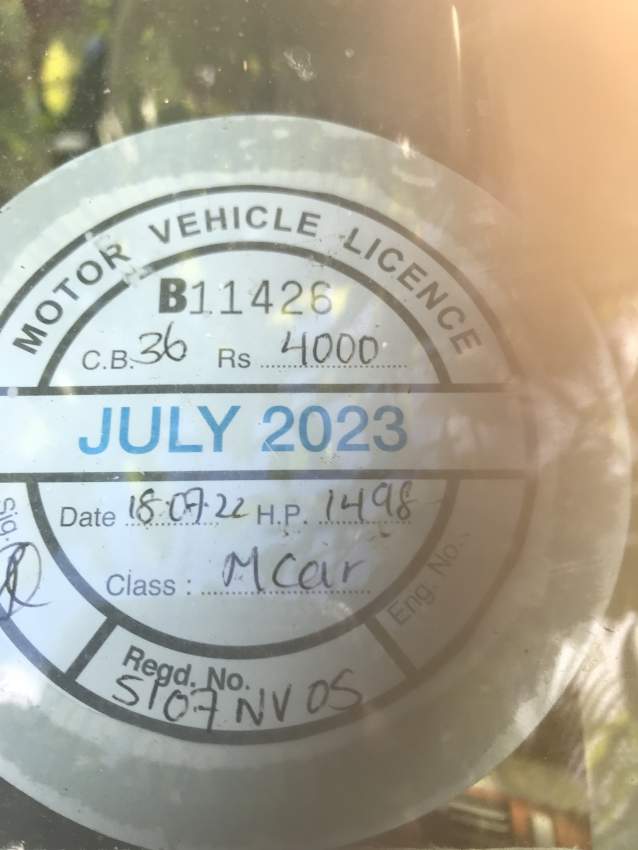 MOTOR VEHICLE LICENCE
B11426
C.B. 36 Rs 4000
JULY 2023
Date 18.07.22 H.P. 1498
Sig.
Class : M Car
Eng. No.
Regd. No.
5107 NV 05